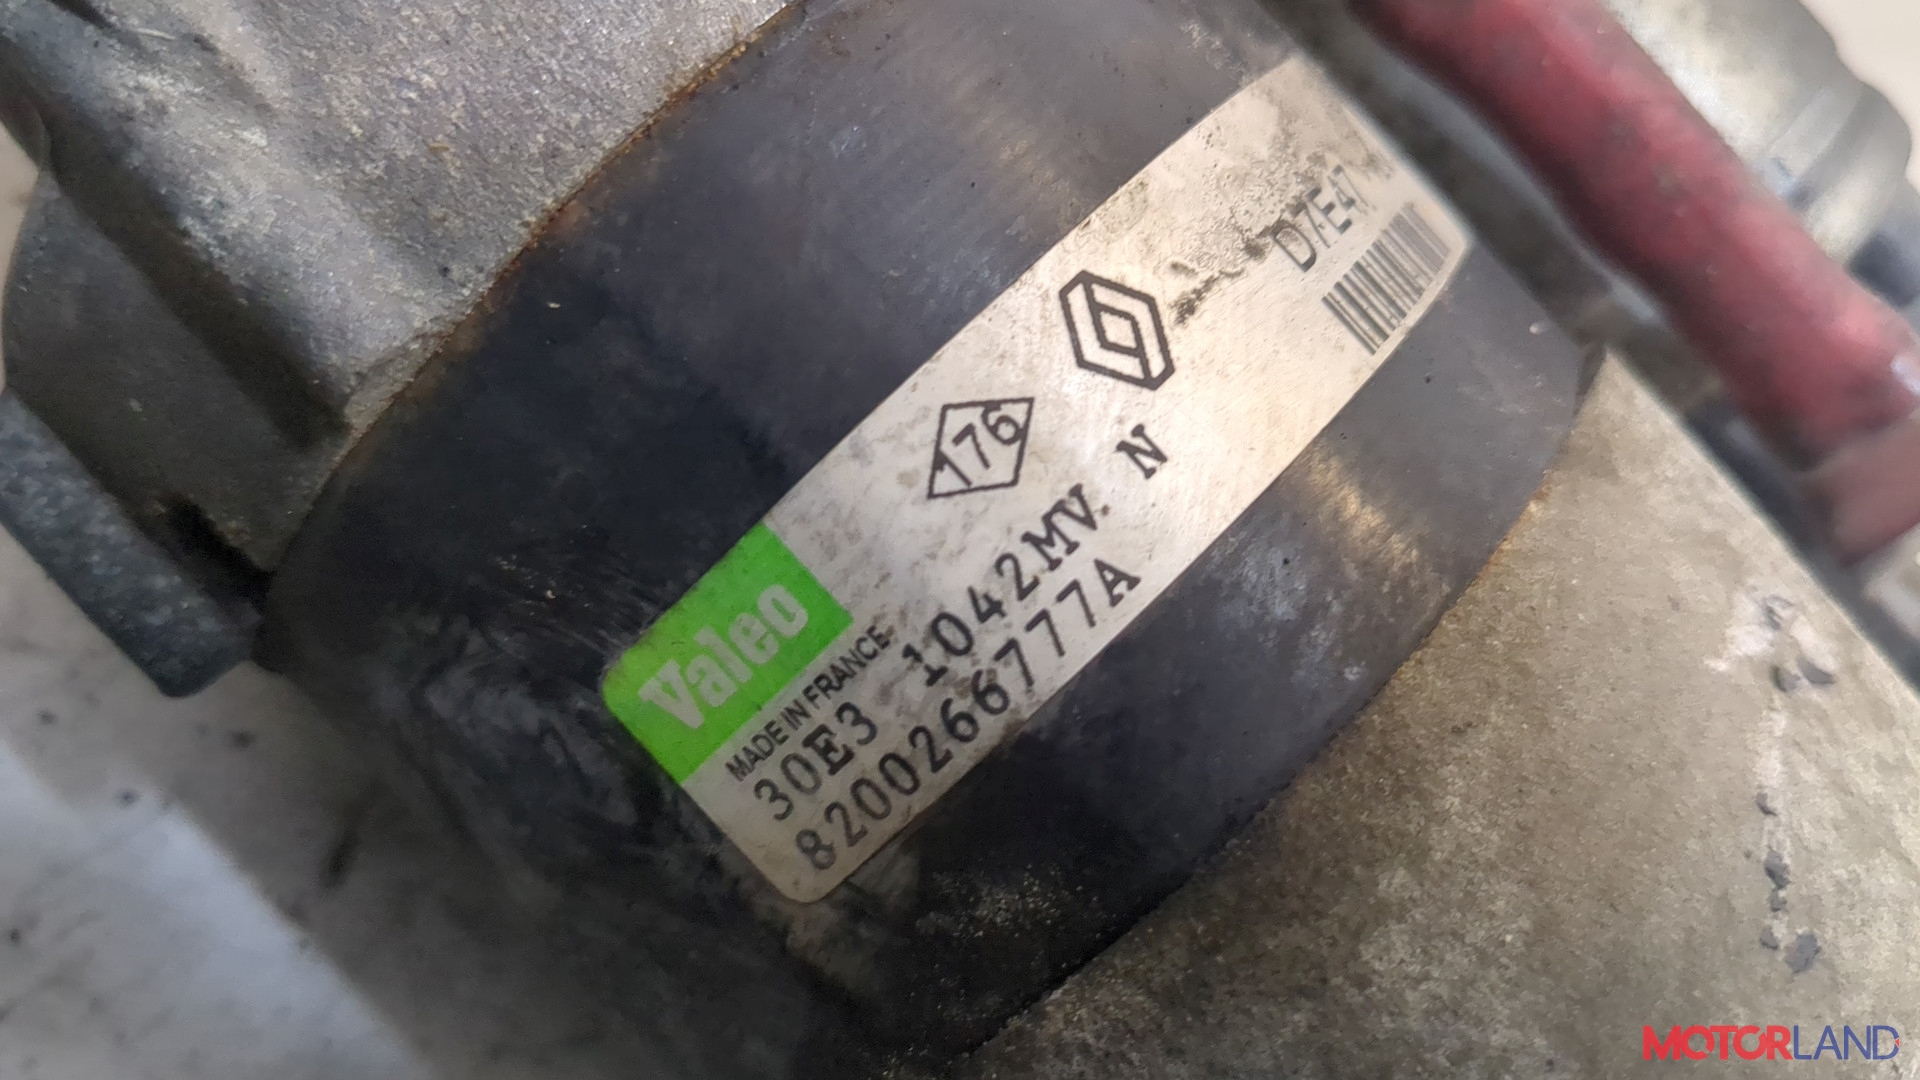 Valeo
MADE IN FRANCE
176
30E3 1042MV N
8200266777A
D7E47
MOTORLAND